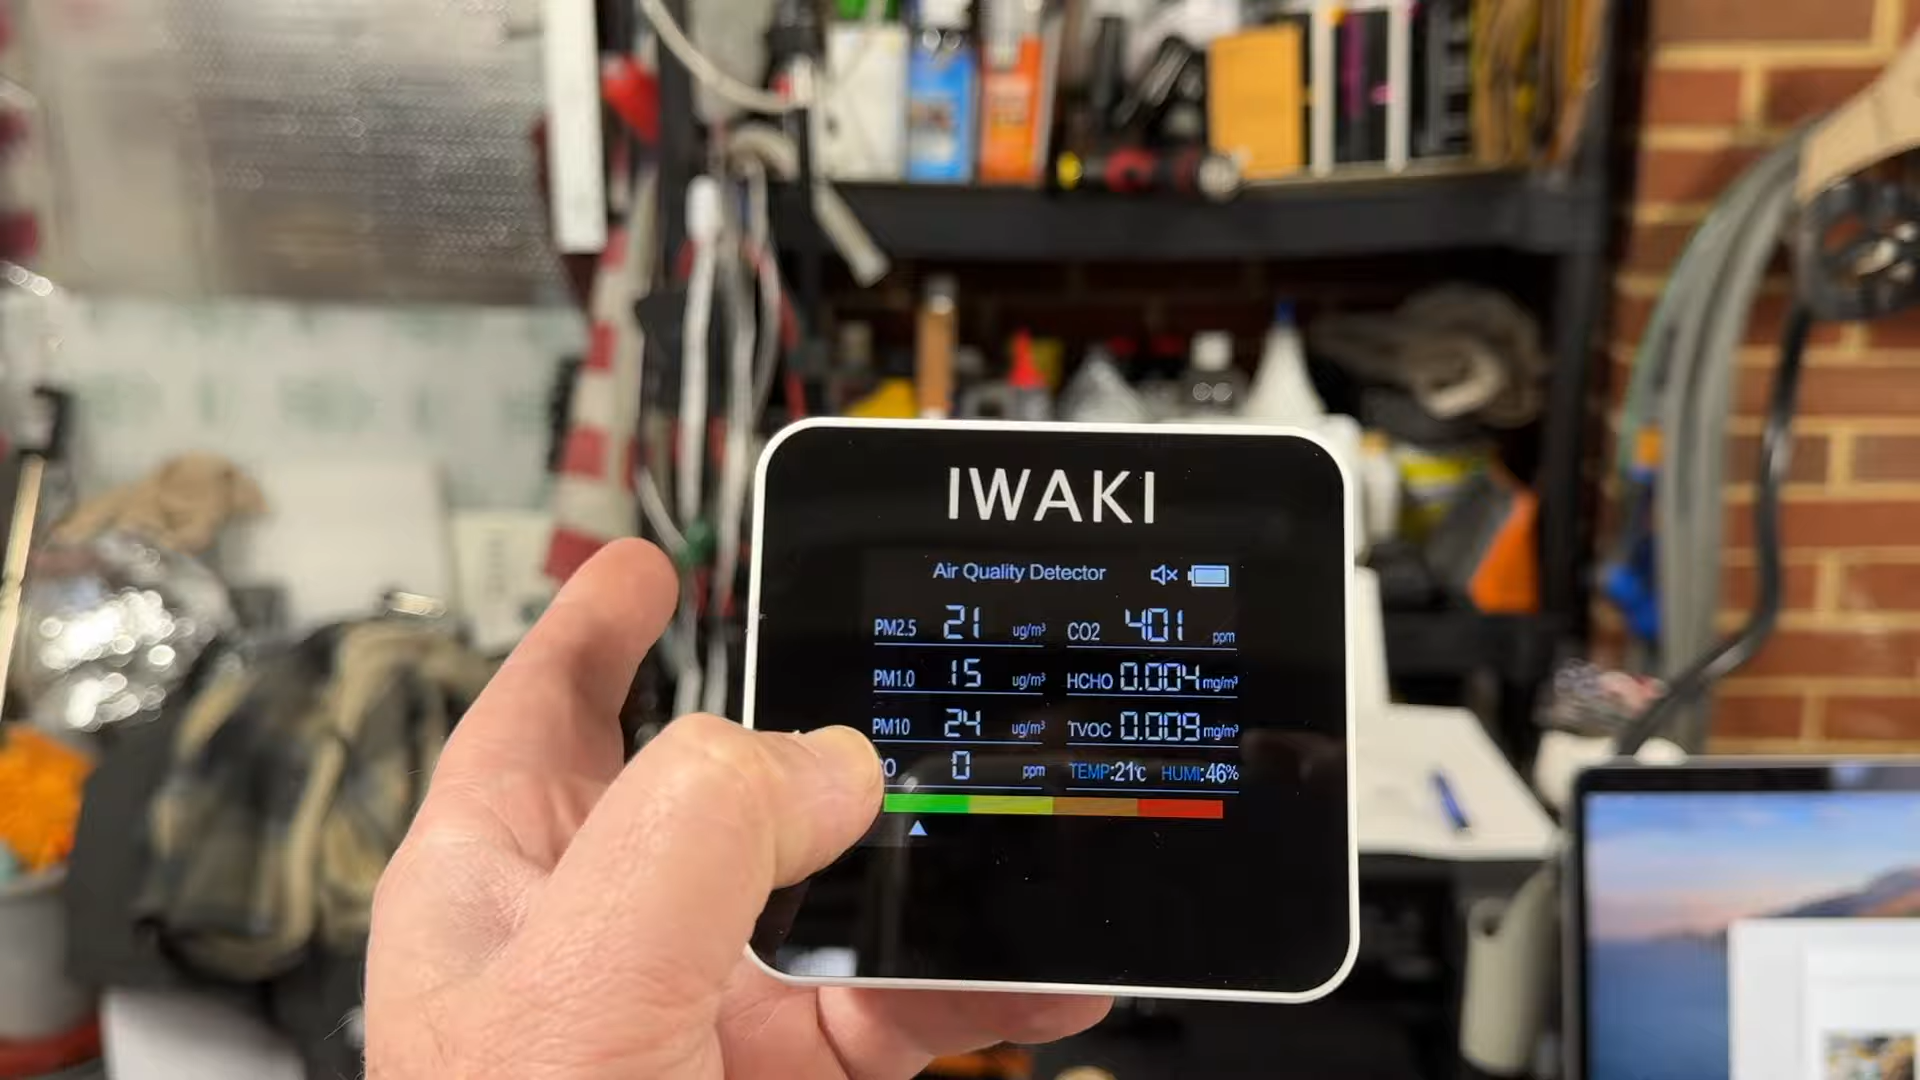 IWAKI
Air Quality Detector
PM2.5 21 ug/m³ CO2 401 ppm
PM1.0 15 ug/m³ HCHO 0.004 mg/m³
PM10 24 ug/m³ TVOC 0.009 mg/m³
O 0 ppm TEMP:21℃ HUMI:46%